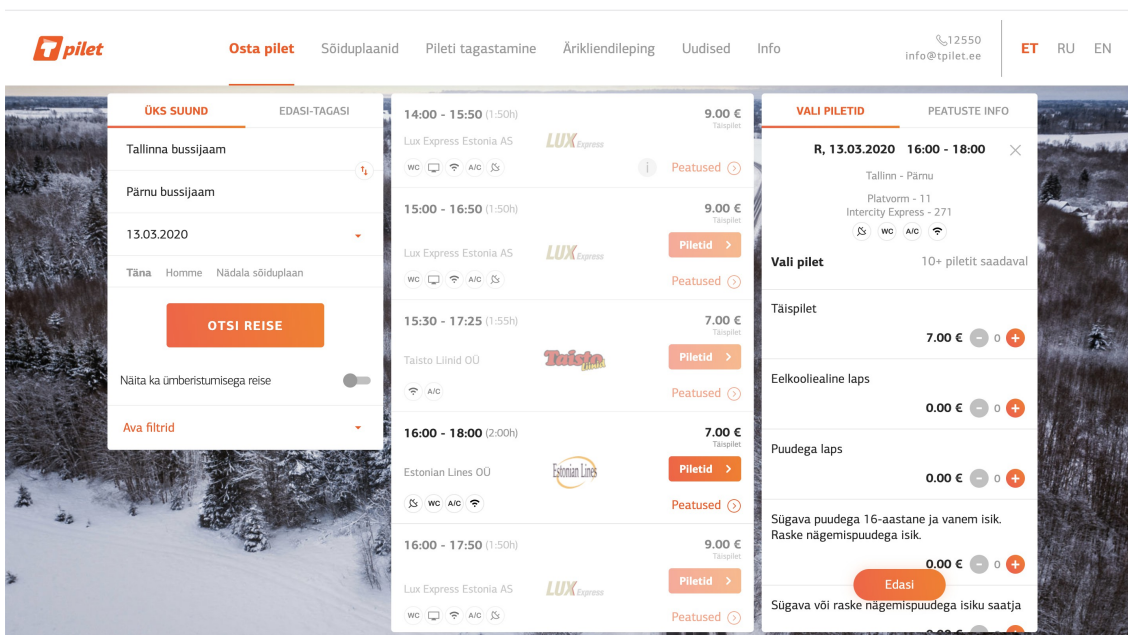 T pilet
Osta pilet
Sõiduplaanid
Pileti tagastamine
Ärikliendileping
Uudised
Info
12550
info@tpilet.ee
ET RU EN
ÜKS SUUND
EDASI-TAGASI
Tallinna bussijaam
Pärnu bussijaam
13.03.2020
Täna Homme Nädala sõiduplaan
OTSI REISE
Näita ka ümberistumisega reise
Ava filtrid
14:00 - 15:50 (1:50h)
9.00 €
Täispilet
Lux Express Estonia AS
LUX Express
WC A/C
i
Peatused
15:00 - 16:50 (1:50h)
9.00 €
Täispilet
Piletid >
Lux Express Estonia AS
LUX Express
WC A/C
Peatused
15:30 - 17:25 (1:55h)
7.00 €
Täispilet
Taisto Liinid OÜ
Taisto Liinid
Piletid >
A/C
Peatused
16:00 - 18:00 (2:00h)
7.00 €
Täispilet
Estonian Lines OÜ
Estonian Lines
Piletid >
WC A/C
Peatused
16:00 - 17:50 (1:50h)
9.00 €
Täispilet
Piletid >
Lux Express Estonia AS
LUX Express
WC A/C
Peatused
VALI PILETID
PEATUSTE INFO
R, 13.03.2020 16:00 - 18:00
Tallinn - Pärnu
Platvorm - 11
Intercity Express - 271
WC A/C
Vali pilet
10+ piletit saadaval
Täispilet
7.00 € - 0 +
Eelkooliealine laps
0.00 € - 0 +
Puudega laps
0.00 € - 0 +
Sügava puudega 16-aastane ja vanem isik.
Raske nägemispuudega isik.
0.00 € - 0 +
Edasi
Sügava või raske nägemispuudega isiku saatja
0.00 € - 0 +